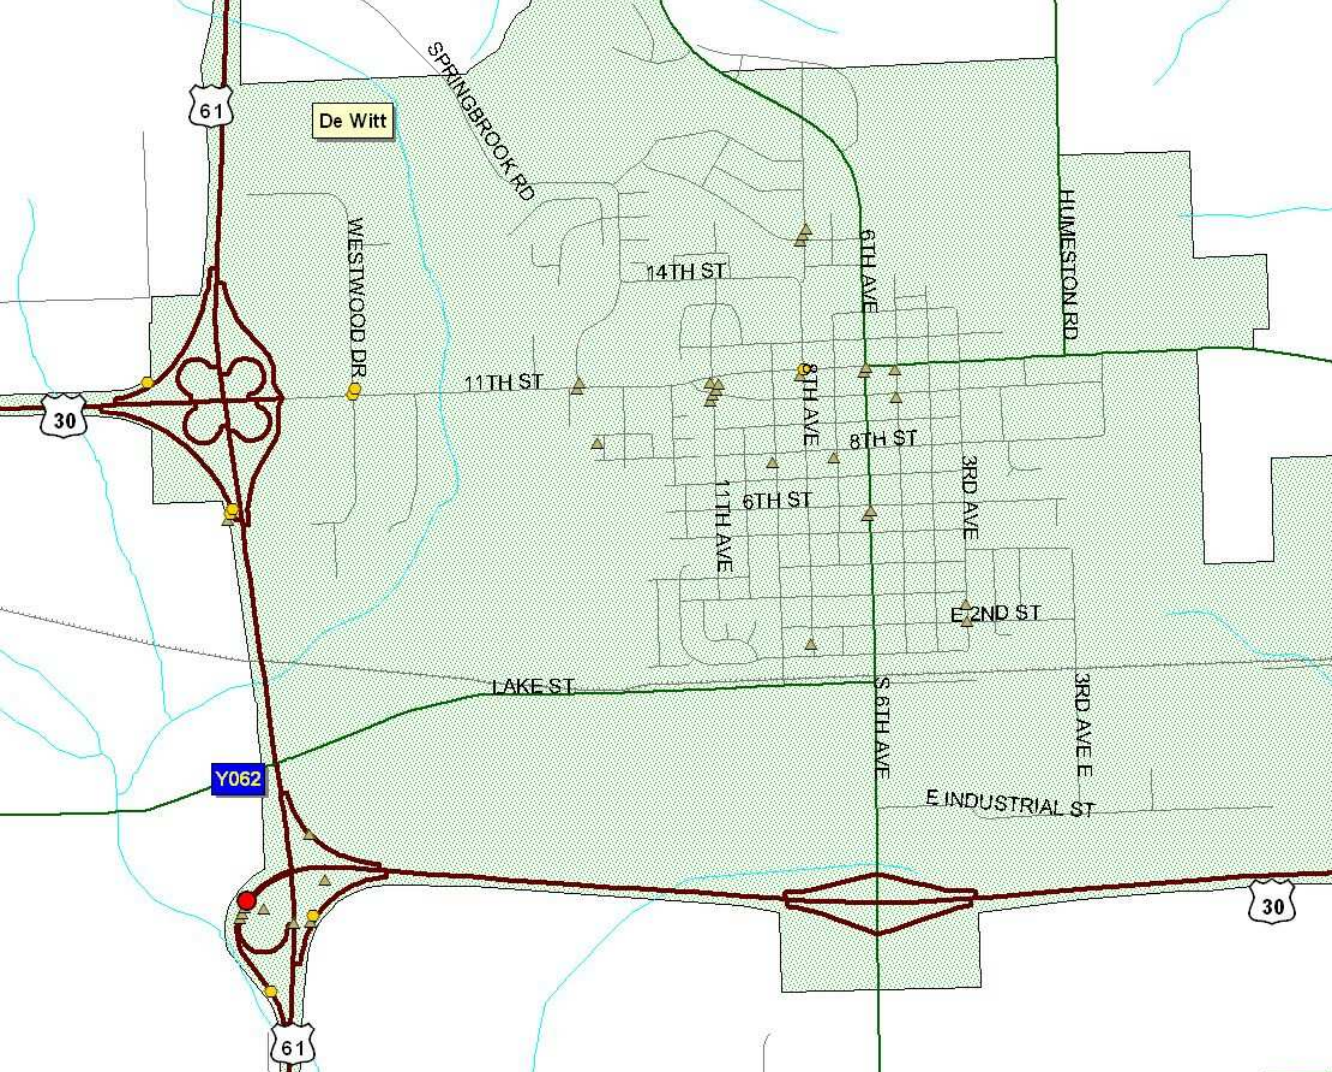 61
De Witt
SPRINGBROOK RD
WESTWOOD DR
HUMESTON RD
6TH AVE
14TH ST
11TH ST
8TH AVE
30
8TH ST
3RD AVE
11TH AVE
6TH ST
E 2ND ST
LAKE ST
S 6TH AVE
3RD AVE E
Y062
E INDUSTRIAL ST
30
61